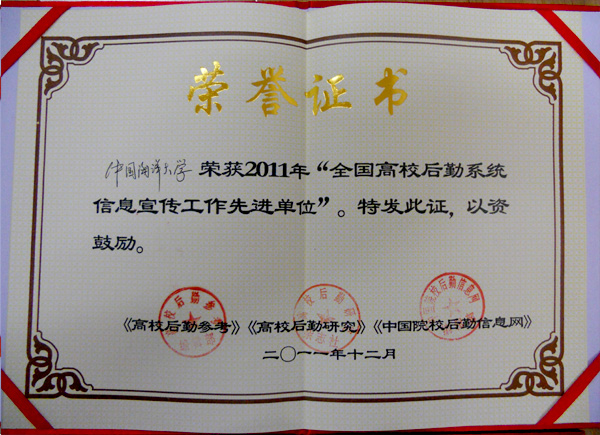 荣誉证书
中国海洋大学 荣获2011年“全国高校后勤系统
信息宣传工作先进单位”。特发此证,以资
鼓励。
《高校后勤参考》《高校后勤研究》《中国院校后勤信息网》
二〇一一年十二月